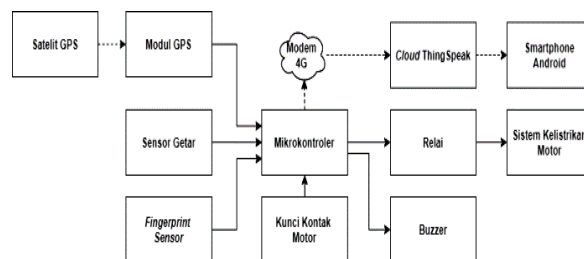 Satelit GPS
Modul GPS
Modem
4G
Cloud ThingSpeak
Smartphone
Android
Sensor Getar
Mikrokontroler
Relai
Sistem Kelistrikan
Motor
Fingerprint
Sensor
Kunci Kontak
Motor
Buzzer